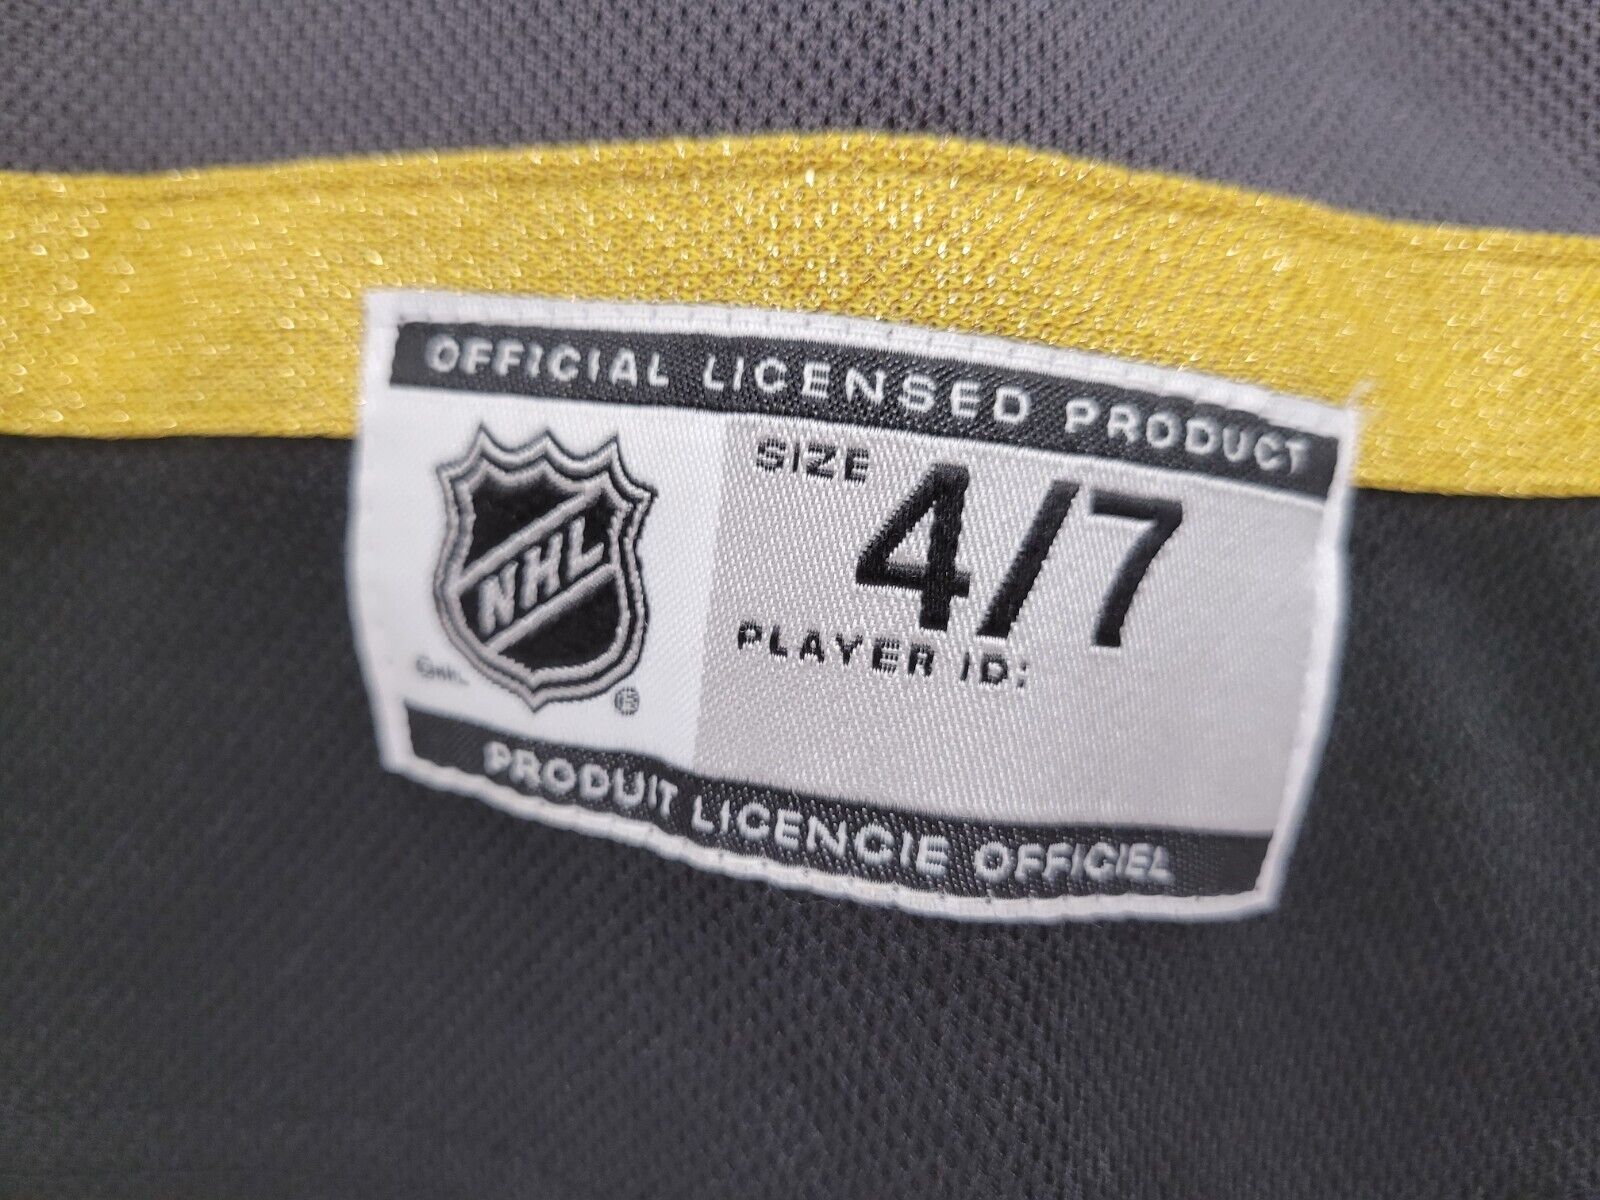 OFFICIAL LICENSED PRODUCT
NHL
®
SIZE 4/7
PLAYER ID:
PRODUIT LICENCIE OFFICIEL